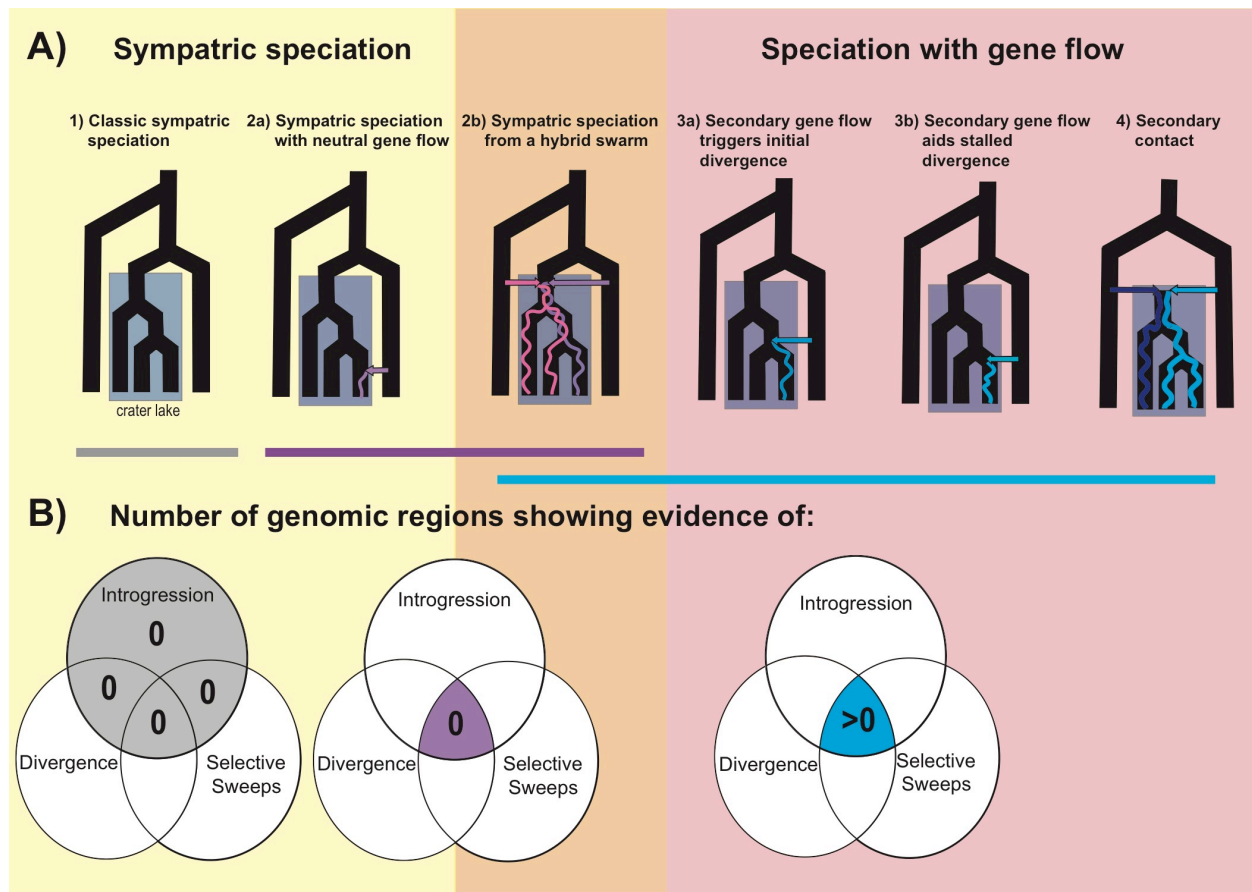 A) Sympatric speciation
Speciation with gene flow
1) Classic sympatric
speciation
2a) Sympatric speciation
with neutral gene flow
2b) Sympatric speciation
from a hybrid swarm
3a) Secondary gene flow
triggers initial
divergence
3b) Secondary gene flow
aids stalled
divergence
4) Secondary
contact
crater lake
B) Number of genomic regions showing evidence of:
Introgression
0
0
0
0
Divergence
Selective
Sweeps
Introgression
0
Divergence
Selective
Sweeps
Introgression
>0
Divergence
Selective
Sweeps